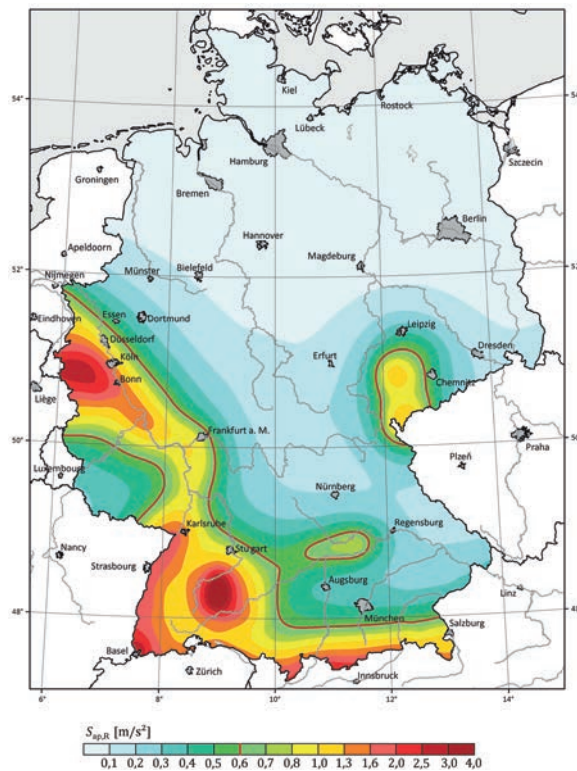 54°
54°
Kiel
Rostock
Lübeck
Hamburg
Szczecin
Groningen
Bremen
Berlin
Hannover
Apeldoorn
Magdeburg
52°
52°
Nijmegen
Münster
Bielefeld
Eindhoven
Essen
Dortmund
Leipzig
Düsseldorf
Dresden
Köln
Erfurt
Chemnitz
Bonn
Liège
50°
Frankfurt a. M.
50°
Praha
Luxembourg
Plzeň
Nürnberg
Karlsruhe
Regensburg
Nancy
Stuttgart
Strasbourg
Augsburg
Linz
48°
48°
München
Salzburg
Basel
Zürich
Innsbruck
6° 8° 10° 12° 14°
S ap,R [m/s²]
0,1 0,2 0,3 0,4 0,5 0,6 0,7 0,8 1,0 1,3 1,6 2,0 2,5 3,0 4,0